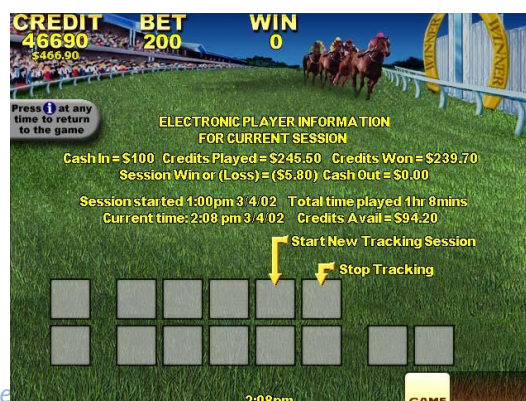 CREDIT BET WIN
46690 200 0
$466.90
WINNER WINNER
Press i at any
time to return
to the game
ELECTRONIC PLAYER INFORMATION
FOR CURRENT SESSION
Cash In = $100 Credits Played = $245.50 Credits Won = $239.70
Session Win or (Loss) = ($5.80) Cash Out = $0.00
Session started 1:00pm 3/4/02 Total time played 1hr 8mins
Current time: 2:08 pm 3/4/02 Credits Avail = $94.20
Start New Tracking Session
Stop Tracking
e
2:08pm
GAME